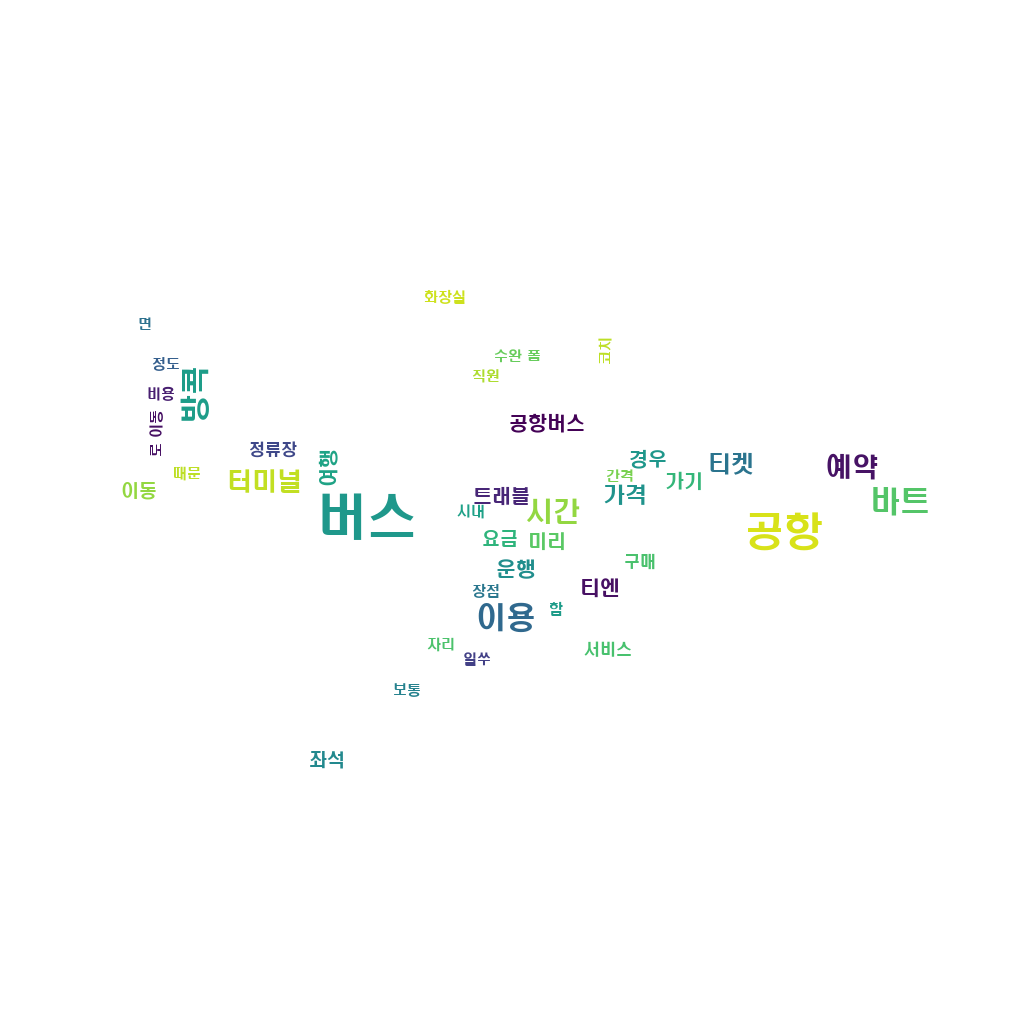 화장실
면
수완 폼
코치
정도
직원
비용
방콕
로 이동
공항버스
정류장
여행
경우
티켓
예약
때문
터미널
간격
가기
이동
트래블
가격
바트
버스
시내
시간
공항
요금
미리
운행
구매
장점
티엔
이용
함
자리
일쑤
서비스
보통
좌석